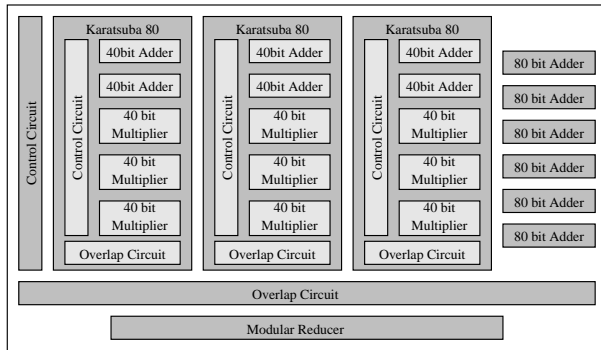 Control Circuit
Karatsuba 80
Control Circuit
40bit Adder
40bit Adder
40 bit
Multiplier
40 bit
Multiplier
40 bit
Multiplier
Overlap Circuit
Karatsuba 80
Control Circuit
40bit Adder
40bit Adder
40 bit
Multiplier
40 bit
Multiplier
40 bit
Multiplier
Overlap Circuit
Karatsuba 80
Control Circuit
40bit Adder
40bit Adder
40 bit
Multiplier
40 bit
Multiplier
40 bit
Multiplier
Overlap Circuit
80 bit Adder
80 bit Adder
80 bit Adder
80 bit Adder
80 bit Adder
80 bit Adder
Overlap Circuit
Modular Reducer